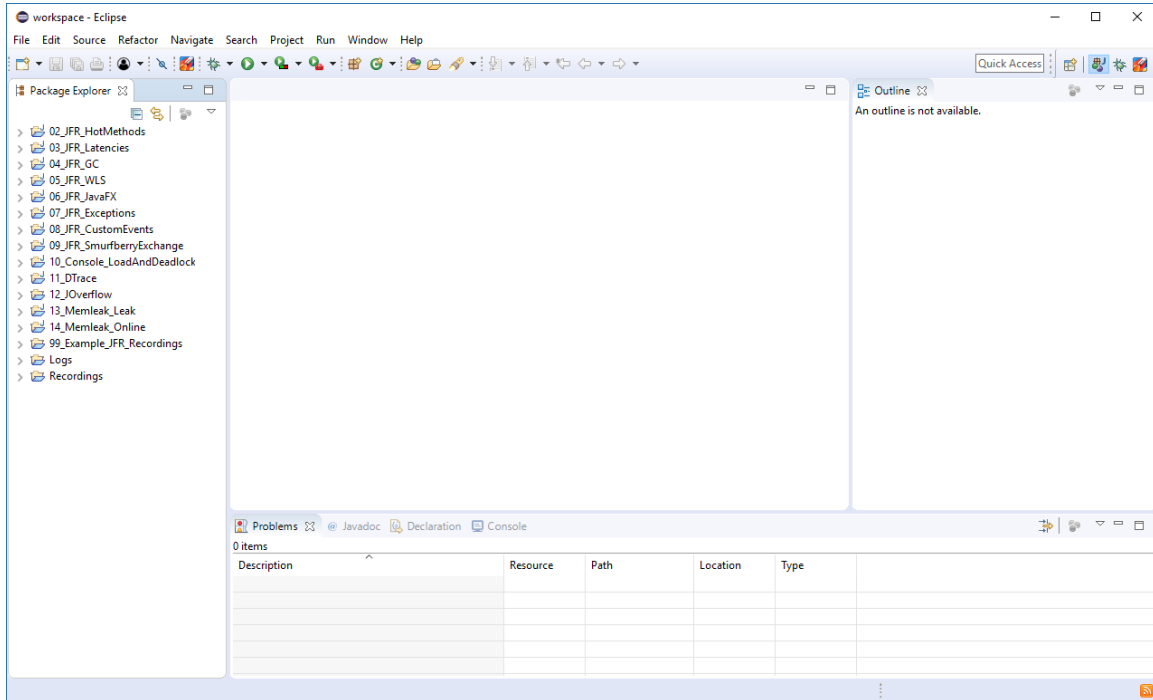 workspace - Eclipse
File Edit Source Refactor Navigate Search Project Run Window Help
Quick Access
Package Explorer
02_JFR_HotMethods
03_JFR_Latencies
04_JFR_GC
05_JFR_WLS
06_JFR_JavaFX
07_JFR_Exceptions
08_JFR_CustomEvents
09_JFR_SmurfberryExchange
10_Console_LoadAndDeadlock
11_DTrace
12_JOverflow
13_Memleak_Leak
14_Memleak_Online
99_Example_JFR_Recordings
Logs
Recordings
Outline
An outline is not available.
Problems @ Javadoc Declaration Console
0 items
Description Resource Path Location Type